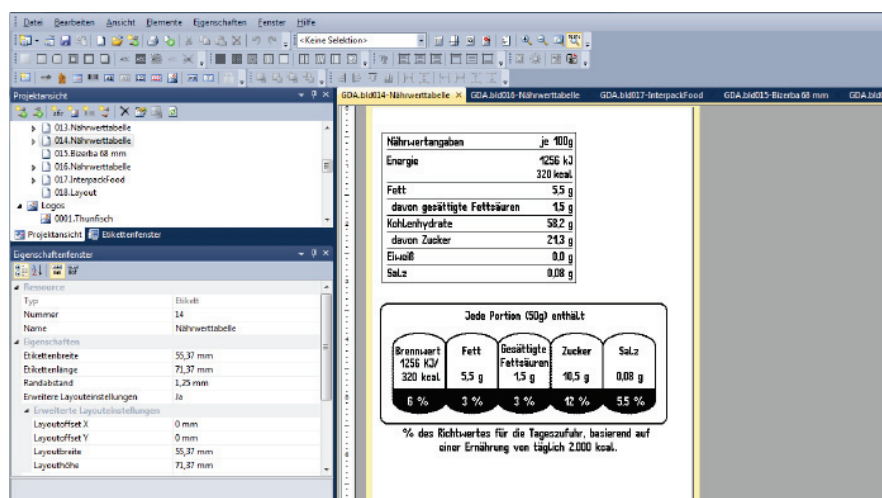 Datei Bearbeiten Ansicht Elemente Eigenschaften Fenster Hilfe
<Keine Selektion>
Projektansicht
013.Nährwerttabelle
014.Nährwerttabelle
015.Bizerba 68 mm
016.Nährwerttabelle
017.InterpackFood
018.Layout
Logos
0001.Thunfisch
Projektansicht Etikettenfenster
Eigenschaftenfenster
Ressource
Typ Etikett
Nummer 14
Name Nährwerttabelle
Eigenschaften
Etikettenbreite 55,37 mm
Etikettenlänge 71,37 mm
Randabstand 1,25 mm
Erweitere Layouteinstellungen Ja
Erweiterte Layouteinstellungen
Layoutoffset X 0 mm
Layoutoffset Y 0 mm
Layoutbreite 55,37 mm
Layouthöhe 71,37 mm
GDA.bld014-Nährwerttabelle GDA.bld016-Nährwerttabelle GDA.bld017-InterpackFood GDA.bld015-Bizerba 68 mm
Nährwertangaben je 100g
Energie 1256 kJ
320 kcal
Fett 5,5 g
davon gesättigte Fettsäuren 1,5 g
Kohlenhydrate 58,2 g
davon Zucker 21,3 g
Eiweiß 0,0 g
Salz 0,08 g
Jede Portion (50g) enthält
Brennwert
1256 KJ/
320 kcal
6 %
Fett
5,5 g
3 %
Gesättigte
Fettsäuren
1,5 g
3 %
Zucker
10,5 g
12 %
Salz
0,08 g
5.5 %
% des Richtwertes für die Tageszufuhr, basierend auf
einer Ernährung von täglich 2.000 kcal.